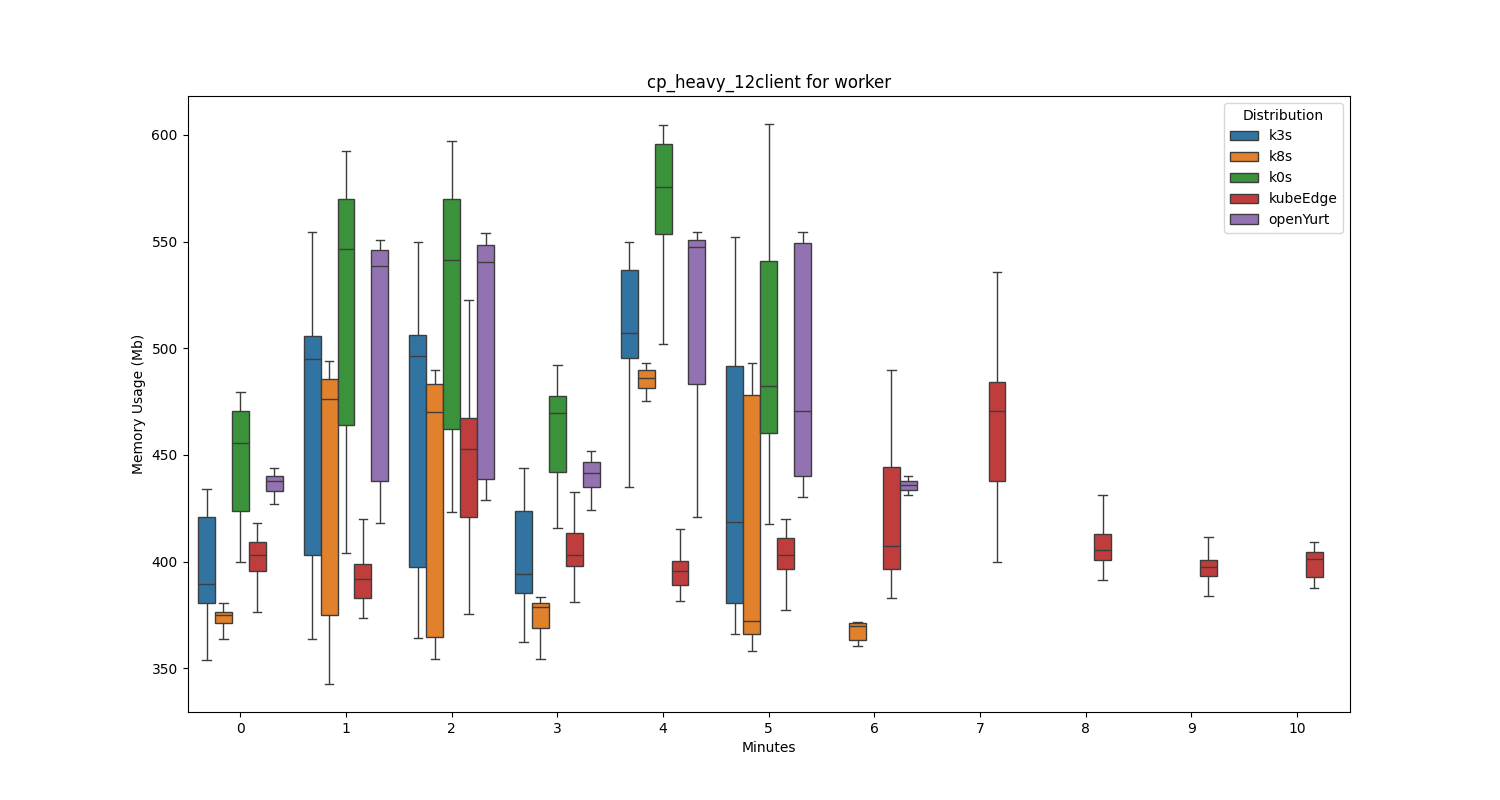 cp_heavy_12client for worker
Distribution
k3s
k8s
k0s
kubeEdge
openYurt
Memory Usage (Mb)
600
550
500
450
400
350
0 1 2 3 4 5 6 7 8 9 10
Minutes